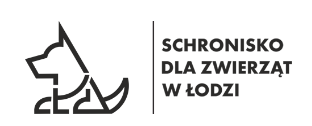 SCHRONISKO
DLA ZWIERZĄT
W ŁODZI